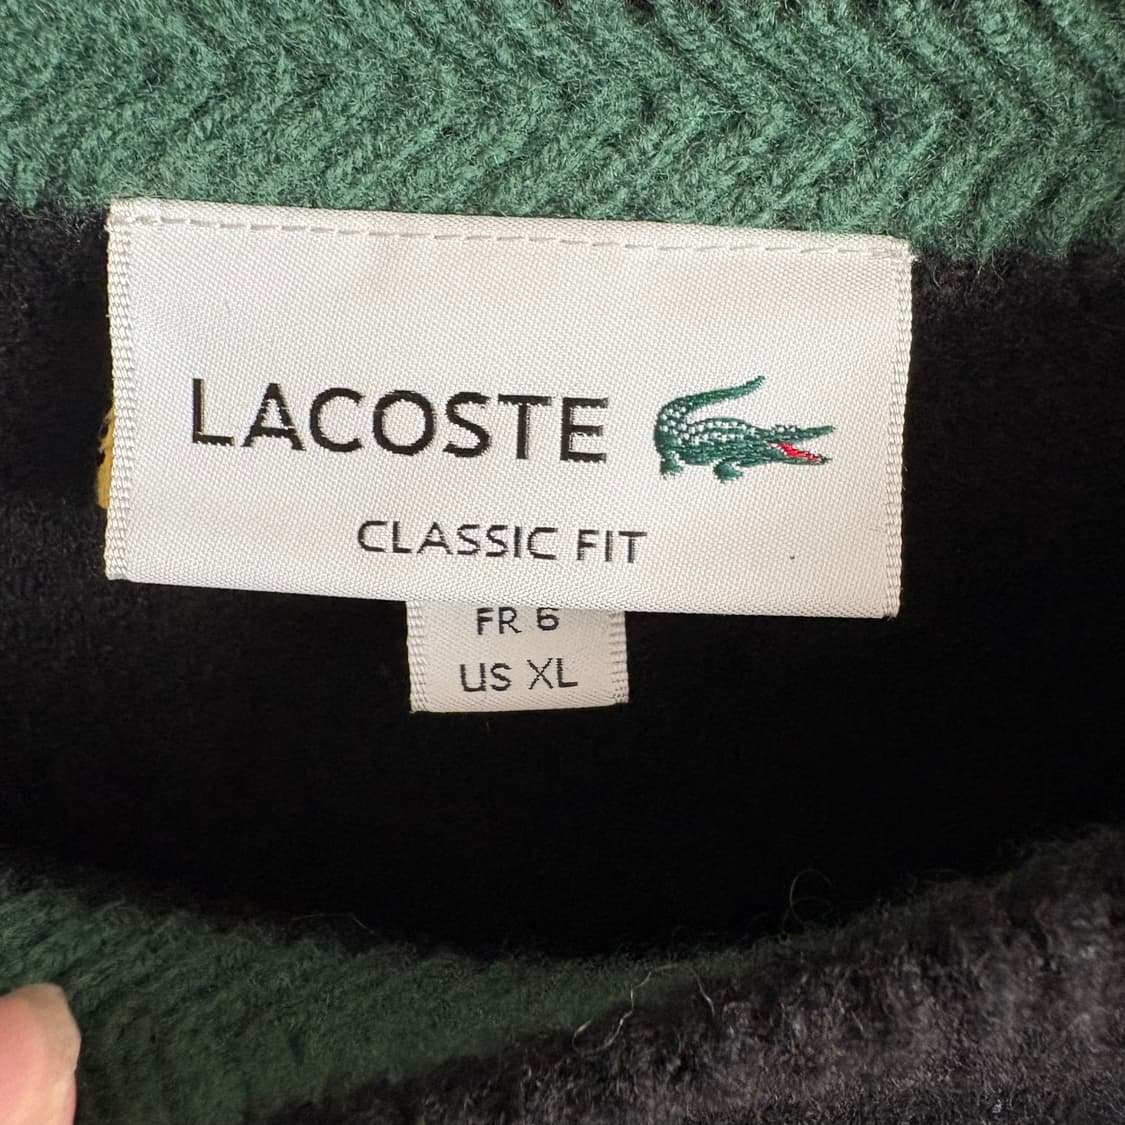 LACOSTE
CLASSIC FIT
FR 6
US XL